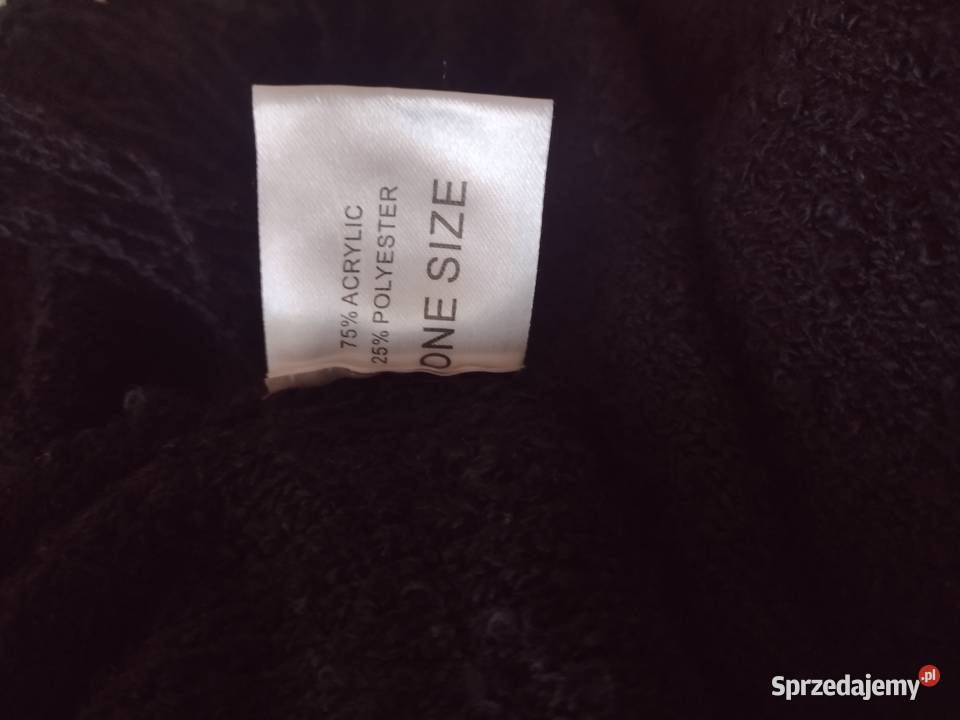 75% ACRYLIC
25% POLYESTER
ONE SIZE
Sprzedajemy.pl